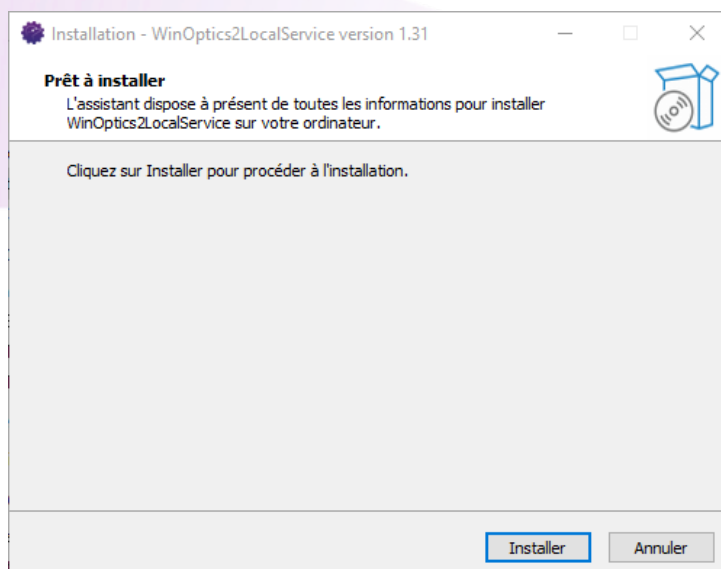 Installation - WinOptics2LocalService version 1.31
Prêt à installer
L'assistant dispose à présent de toutes les informations pour installer
WinOptics2LocalService sur votre ordinateur.
Cliquez sur Installer pour procéder à l'installation.
Installer
Annuler